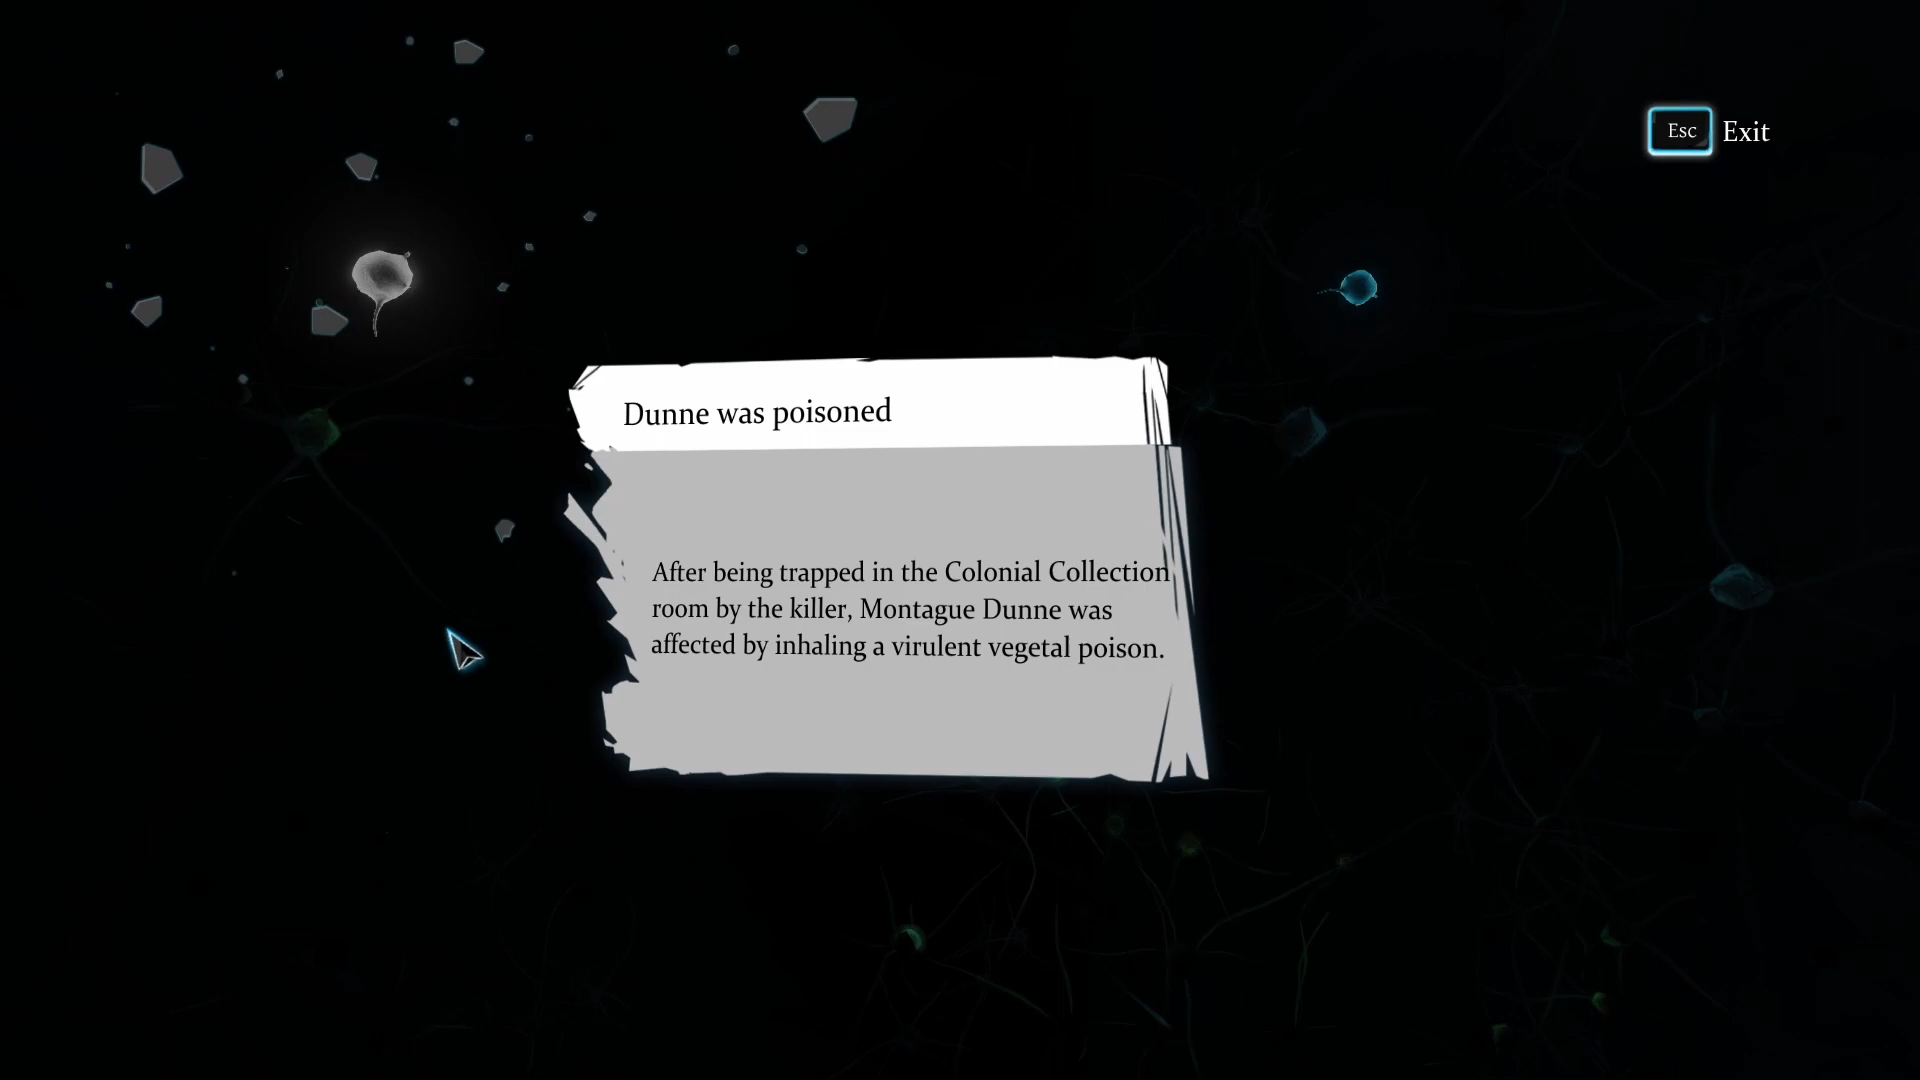 Esc Exit
Dunne was poisoned
After being trapped in the Colonial Collection
room by the killer, Montague Dunne was
affected by inhaling a virulent vegetal poison.